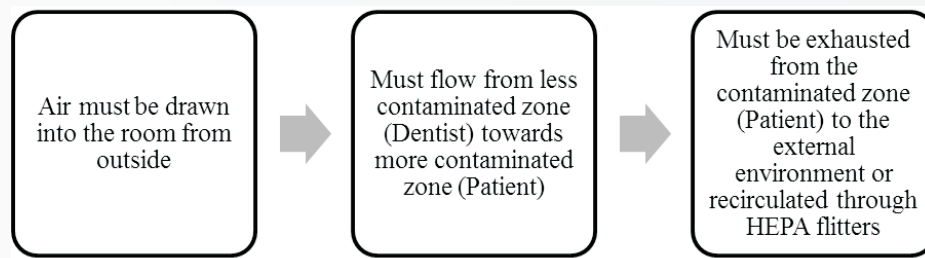 Air must be drawn
into the room from
outside
Must flow from less
contaminated zone
(Dentist) towards
more contaminated
zone (Patient)
Must be exhausted
from the
contaminated zone
(Patient) to the
external
environment or
recirculated through
HEPA flitters